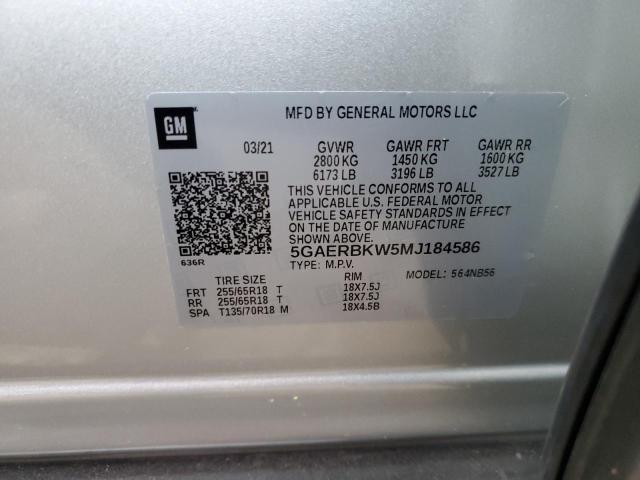 GM
MFD BY GENERAL MOTORS LLC
03/21 GVWR GAWR FRT GAWR RR
2800 KG 1450 KG 1600 KG
6173 LB 3196 LB 3527 LB
THIS VEHICLE CONFORMS TO ALL
APPLICABLE U.S. FEDERAL MOTOR
VEHICLE SAFETY STANDARDS IN EFFECT
ON THE DATE OF MANUFACTURE
SHOWN ABOVE.
636R
5GAERBKW5MJ184586
TYPE: M.P.V. MODEL: 564NB56
TIRE SIZE RIM
FRT 255/65R18 T 18X7.5J
RR 255/65R18 T 18X7.5J
SPA T135/70R18 M 18X4.5B